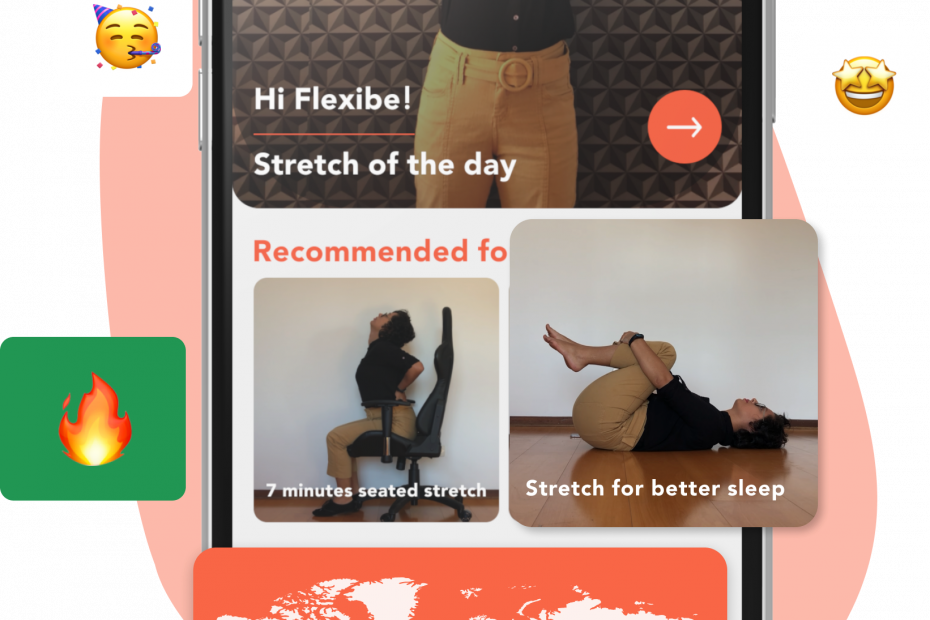 Hi Flexibe!
Stretch of the day
Recommended fo
7 minutes seated stretch
Stretch for better sleep